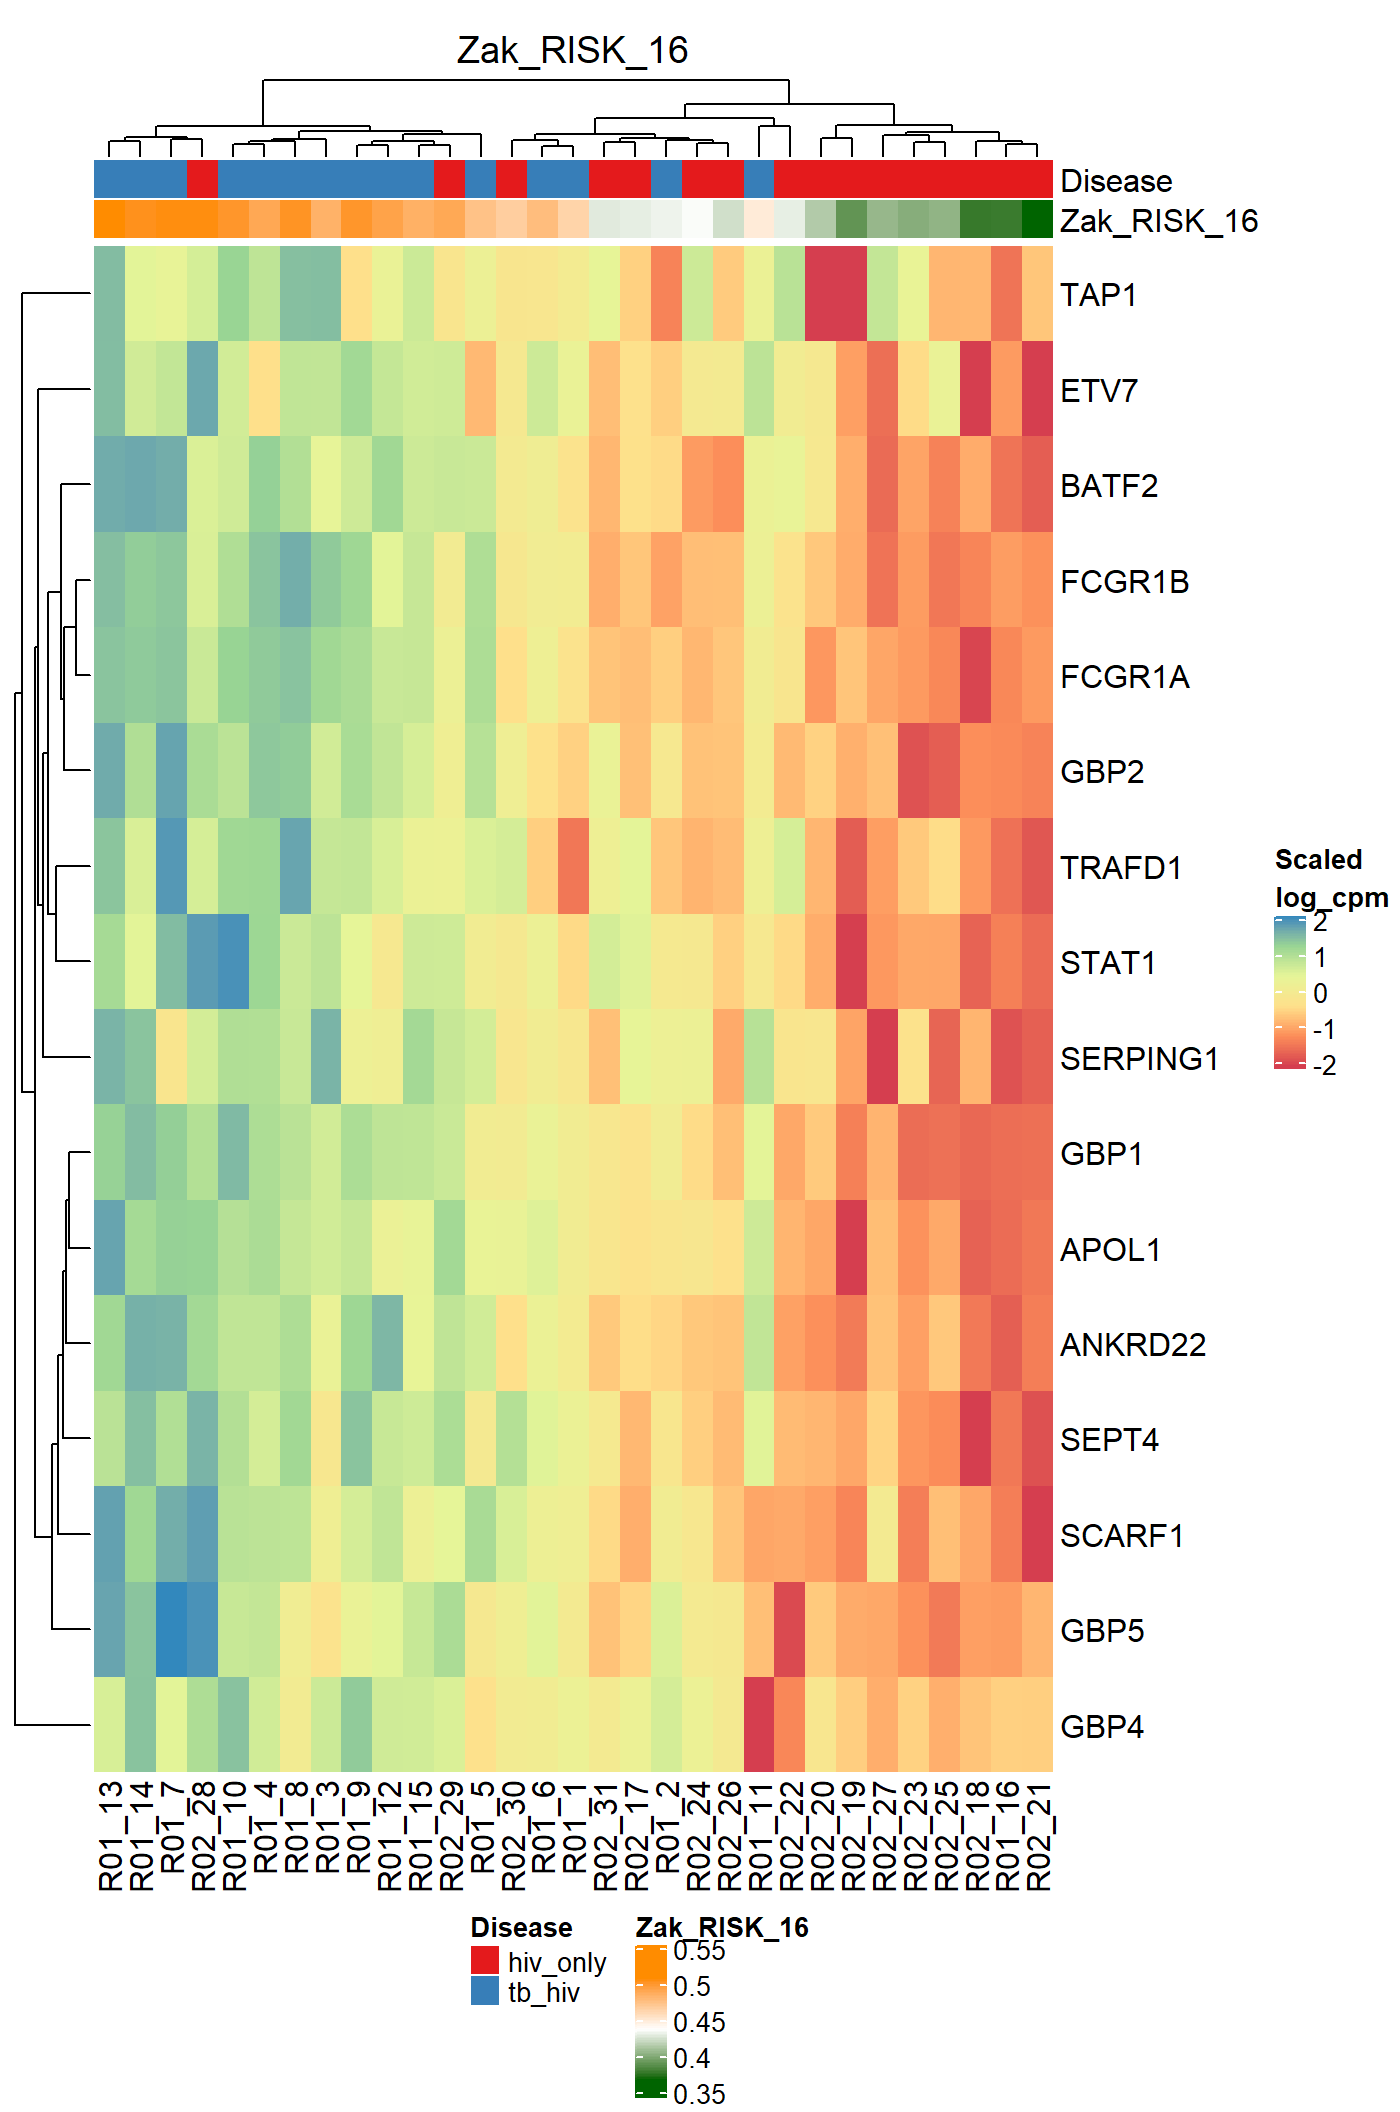 Zak_RISK_16
Disease
Zak_RISK_16
TAP1
ETV7
BATF2
FCGR1B
FCGR1A
GBP2
TRAFD1
STAT1
SERPING1
GBP1
APOL1
ANKRD22
SEPT4
SCARF1
GBP5
GBP4
Scaled
log_cpm
2
1
0
-1
-2
R01_13
R01_14
R01_7
R02_28
R01_10
R01_4
R01_8
R01_3
R01_9
R01_12
R01_15
R02_29
R01_5
R02_30
R01_6
R01_1
R02_31
R02_17
R01_2
R02_24
R02_26
R01_11
R02_22
R02_20
R02_19
R02_27
R02_23
R02_25
R02_18
R01_16
R02_21
Disease
hiv_only
tb_hiv
Zak_RISK_16
0.55
0.5
0.45
0.4
0.35